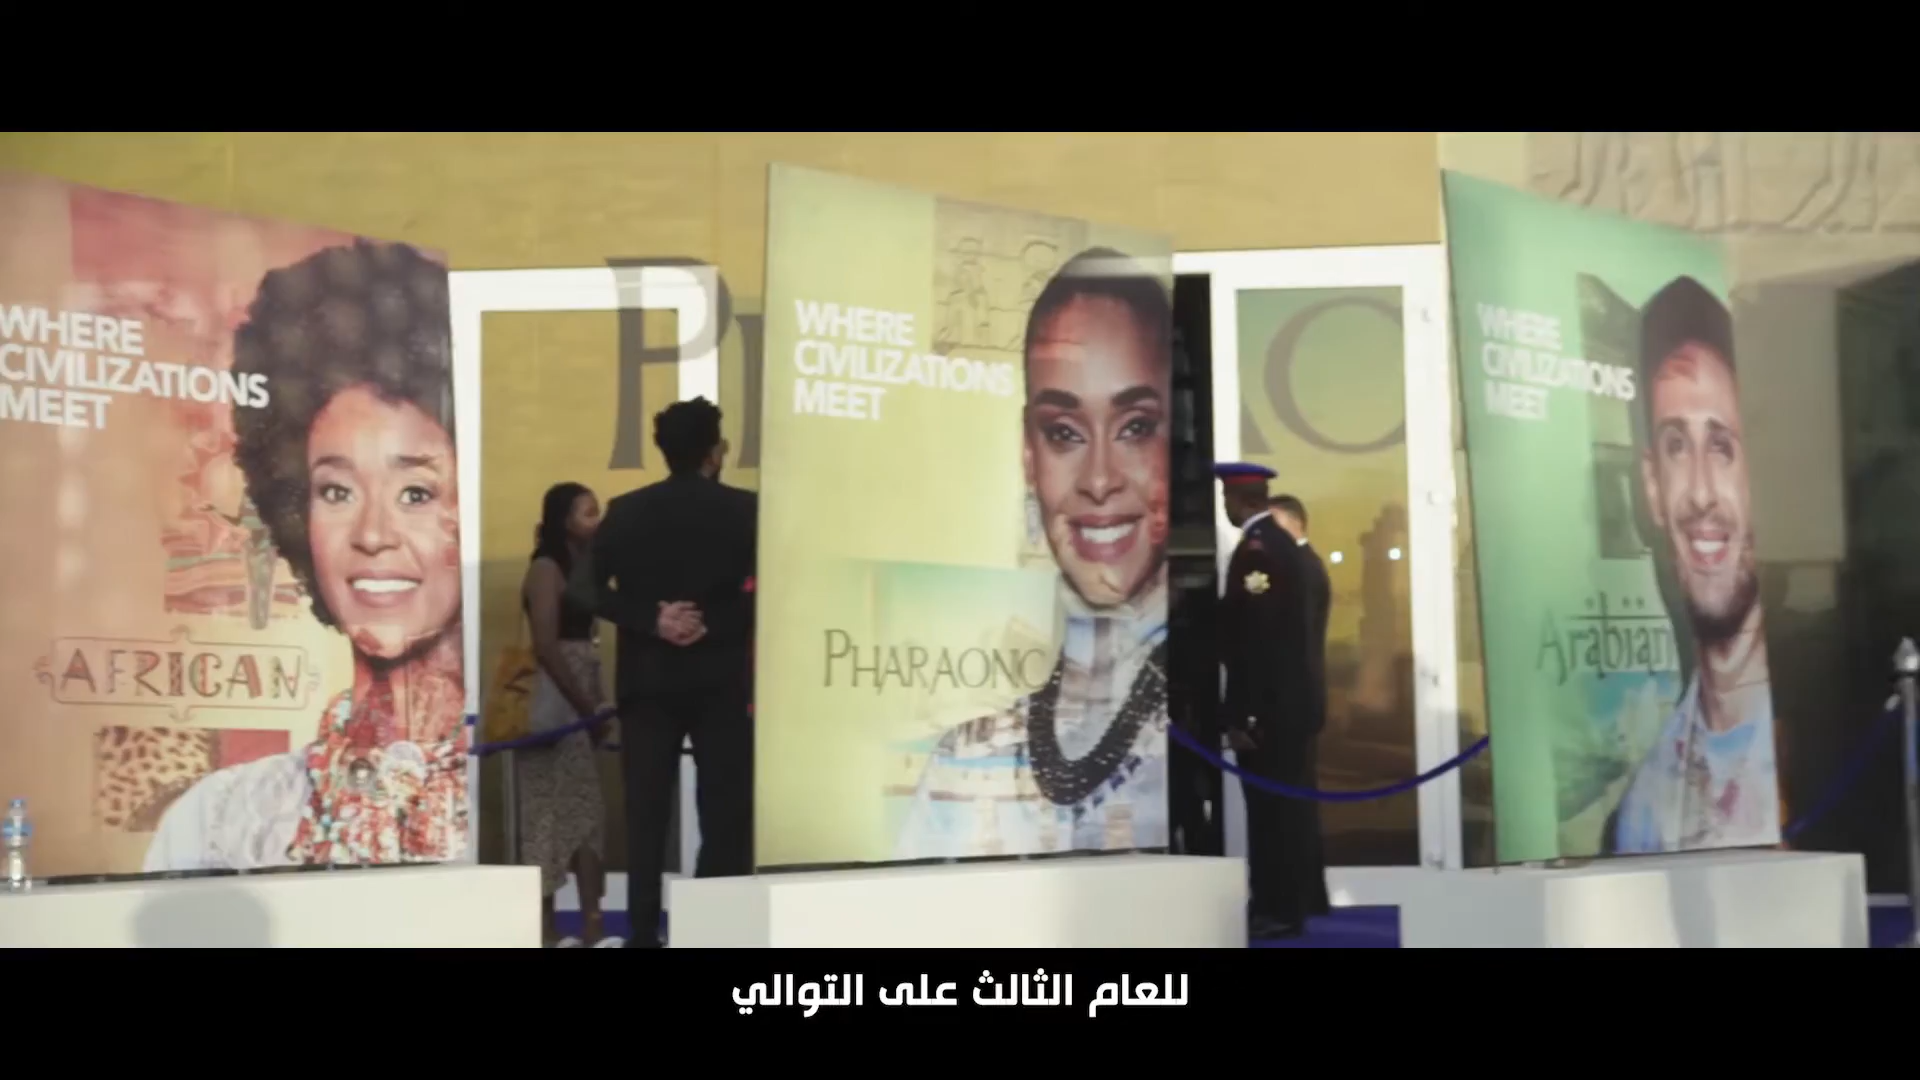 WHERE
CIVILIZATIONS
MEET
AFRICAN
WHERE
CIVILIZATIONS
MEET
PHARAONIC
WHERE
CIVILIZATIONS
MEET
Arabian
للعام الثالث على التوالي